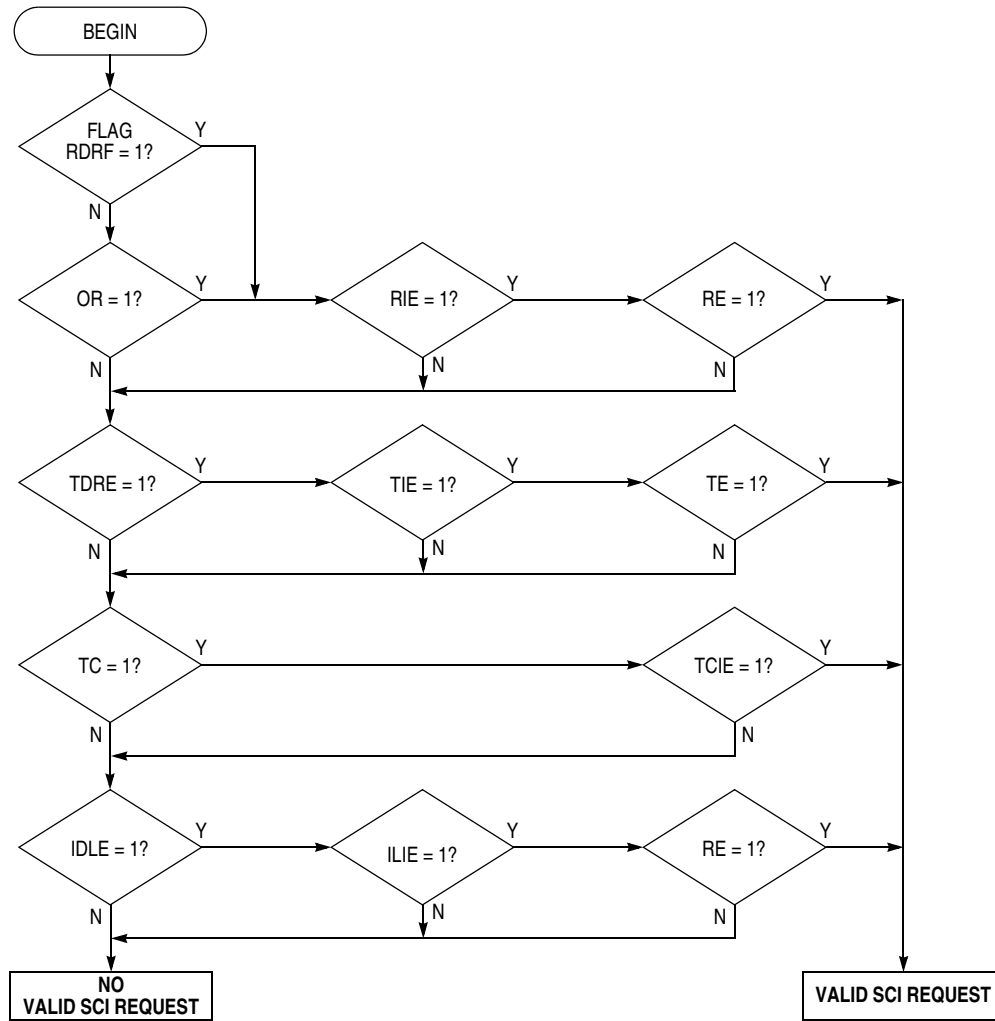 BEGIN
FLAG
RDRF = 1?
Y
N
OR = 1?
Y
RIE = 1?
Y
RE = 1?
Y
N
N
N
TDRE = 1?
Y
TIE = 1?
Y
TE = 1?
Y
N
N
N
TC = 1?
Y
TCIE = 1?
Y
N
N
IDLE = 1?
Y
ILIE = 1?
Y
RE = 1?
Y
N
N
N
NO
VALID SCI REQUEST
VALID SCI REQUEST